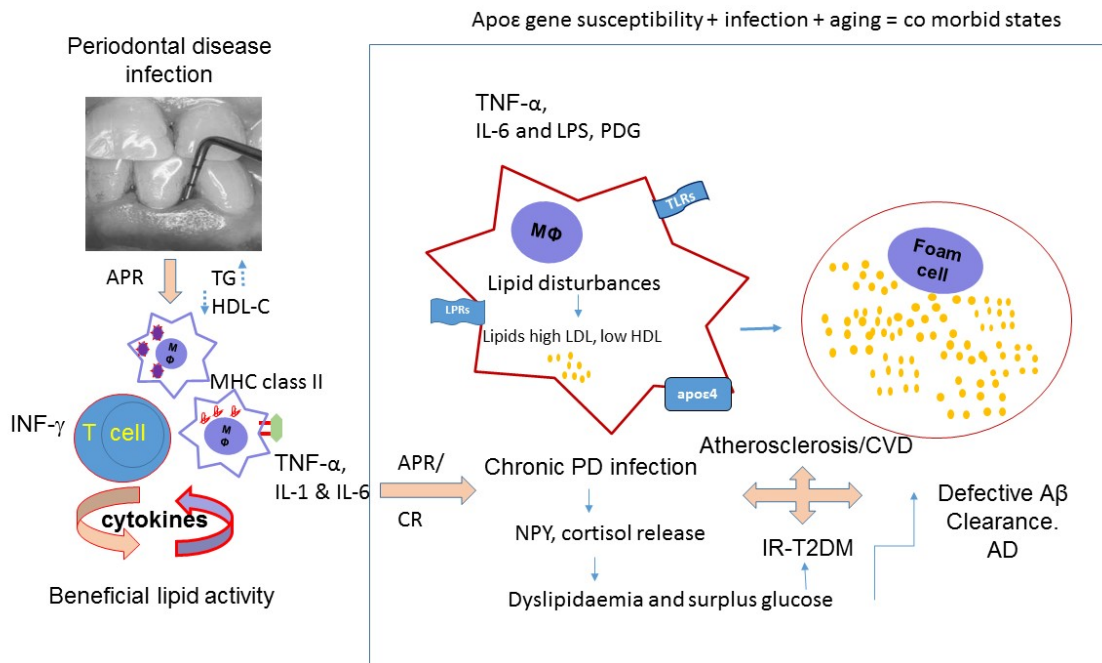 Apoε gene susceptibility + infection + aging = co morbid states
Periodontal disease
infection
APR
TG
HDL-C
MΦ
MHC class II
INF-γ
T cell
MΦ
TNF-α,
IL-1 & IL-6
cytokines
Beneficial lipid activity
APR/
CR
TNF-α,
IL-6 and LPS, PDG
TLRs
MΦ
Lipid disturbances
LPRs
Lipids high LDL, low HDL
apoε4
Foam
cell
Chronic PD infection
NPY, cortisol release
Dyslipidaemia and surplus glucose
Atherosclerosis/CVD
IR-T2DM
Defective Aβ
Clearance.
AD